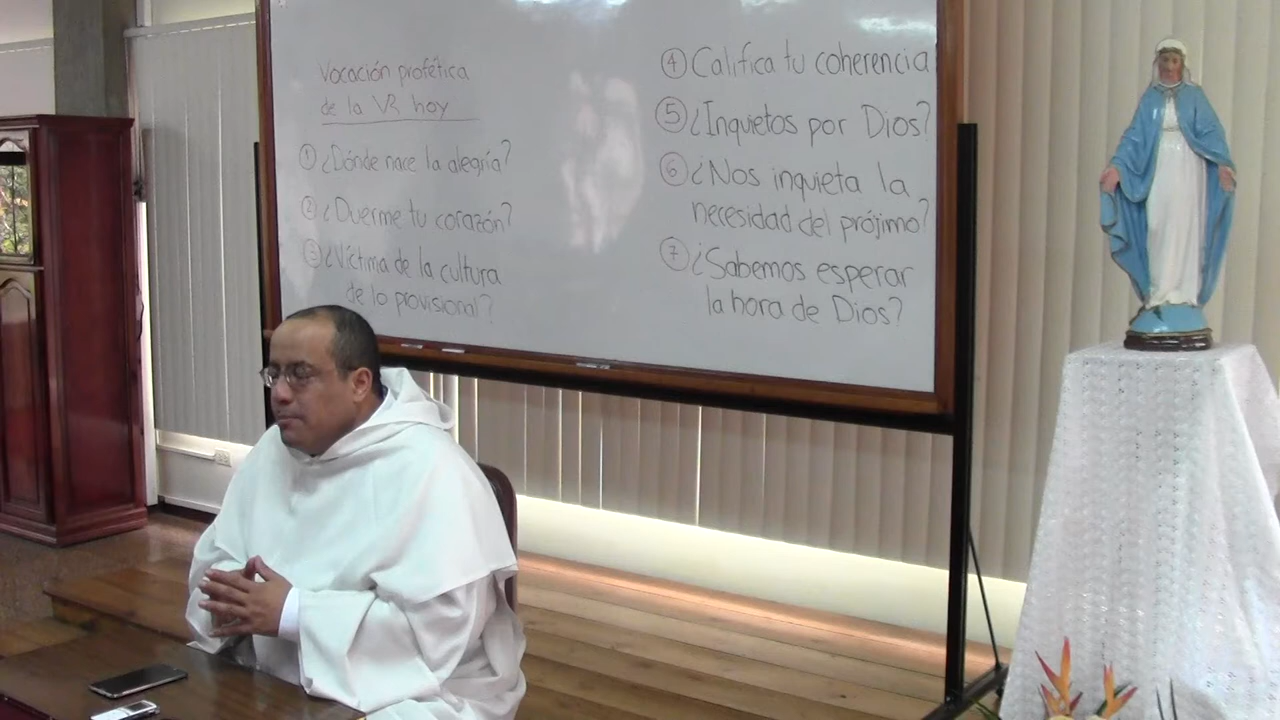 Vocación profética
de la VR hoy
① ¿Dónde nace la alegría?
② ¿Duerme tu corazón?
③ ¿Víctima de la cultura
de lo provisional?
④ Califica tu coherencia
⑤ ¿Inquietos por Dios?
⑥ ¿Nos inquieta la
necesidad del prójimo?
⑦ ¿Sabemos esperar
la hora de Dios?